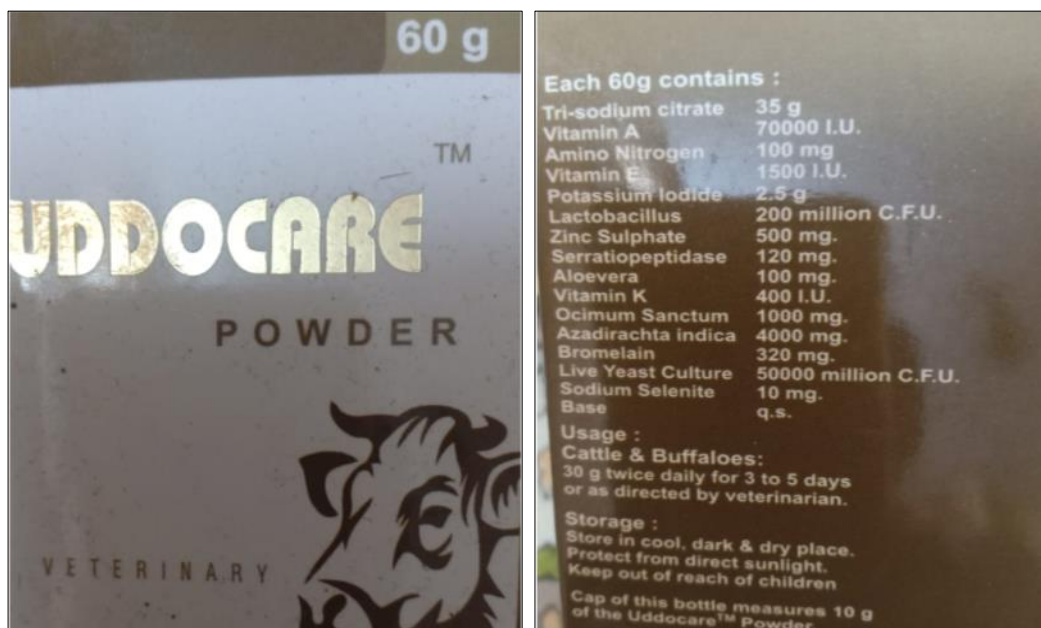 60 g
TM
UDDOCARE
POWDER
VETERINARY
Each 60g contains :
Tri-sodium citrate 35 g
Vitamin A 70000 I.U.
Amino Nitrogen 100 mg
Vitamin E 1500 I.U.
Potassium Iodide 2.5 g
Lactobacillus 200 million C.F.U.
Zinc Sulphate 500 mg.
Serratiopeptidase 120 mg.
Aloevera 100 mg.
Vitamin K 400 I.U.
Ocimum Sanctum 1000 mg.
Azadirachta indica 4000 mg.
Bromelain 320 mg.
Live Yeast Culture 50000 million C.F.U.
Sodium Selenite 10 mg.
Base q.s.
Usage :
Cattle & Buffaloes:
30 g twice daily for 3 to 5 days
or as directed by veterinarian.
Storage :
Store in cool, dark & dry place.
Protect from direct sunlight.
Keep out of reach of children
Cap of this bottle measures 10 g
of the Uddocare™ Powder